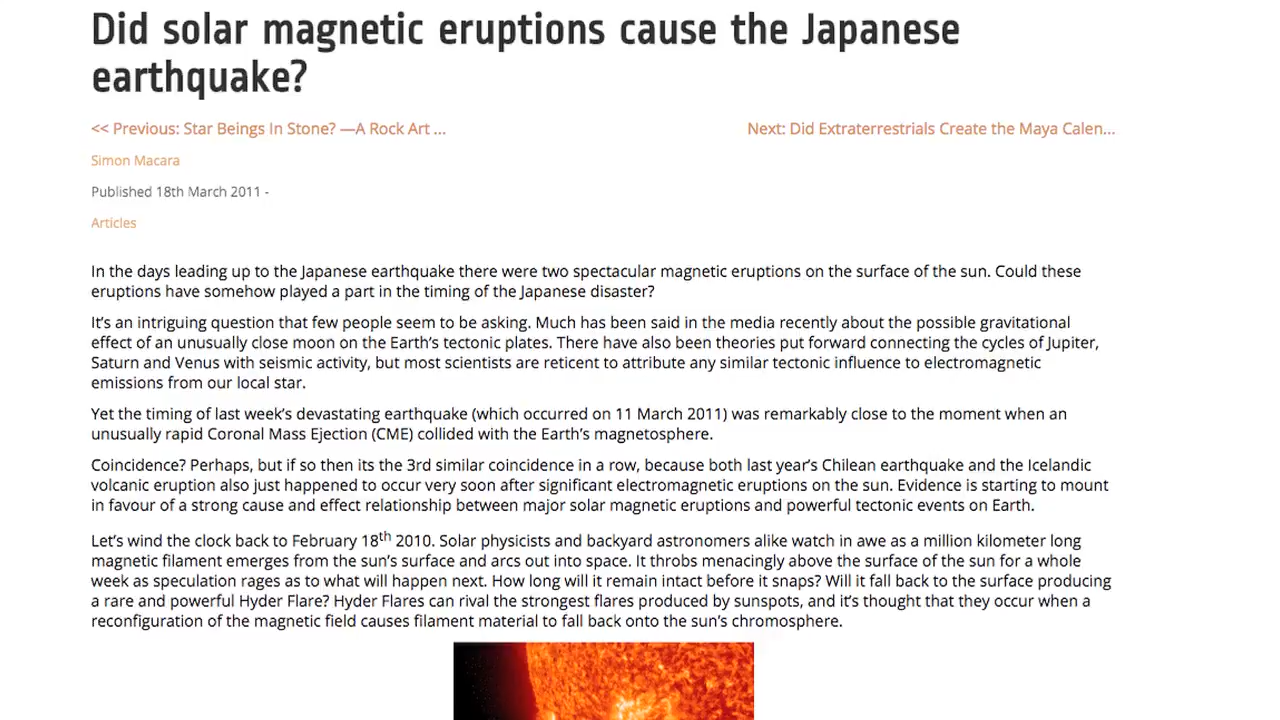 Did solar magnetic eruptions cause the Japanese
earthquake?
<< Previous: Star Beings In Stone? —A Rock Art ...
Next: Did Extraterrestrials Create the Maya Calen...
Simon Macara
Published 18th March 2011 -
Articles
In the days leading up to the Japanese earthquake there were two spectacular magnetic eruptions on the surface of the sun. Could these
eruptions have somehow played a part in the timing of the Japanese disaster?
It’s an intriguing question that few people seem to be asking. Much has been said in the media recently about the possible gravitational
effect of an unusually close moon on the Earth’s tectonic plates. There have also been theories put forward connecting the cycles of Jupiter,
Saturn and Venus with seismic activity, but most scientists are reticent to attribute any similar tectonic influence to electromagnetic
emissions from our local star.
Yet the timing of last week’s devastating earthquake (which occurred on 11 March 2011) was remarkably close to the moment when an
unusually rapid Coronal Mass Ejection (CME) collided with the Earth’s magnetosphere.
Coincidence? Perhaps, but if so then its the 3rd similar coincidence in a row, because both last year’s Chilean earthquake and the Icelandic
volcanic eruption also just happened to occur very soon after significant electromagnetic eruptions on the sun. Evidence is starting to mount
in favour of a strong cause and effect relationship between major solar magnetic eruptions and powerful tectonic events on Earth.
Let’s wind the clock back to February 18th 2010. Solar physicists and backyard astronomers alike watch in awe as a million kilometer long
magnetic filament emerges from the sun’s surface and arcs out into space. It throbs menacingly above the surface of the sun for a whole
week as speculation rages as to what will happen next. How long will it remain intact before it snaps? Will it fall back to the surface producing
a rare and powerful Hyder Flare? Hyder Flares can rival the strongest flares produced by sunspots, and it’s thought that they occur when a
reconfiguration of the magnetic field causes filament material to fall back onto the sun’s chromosphere.